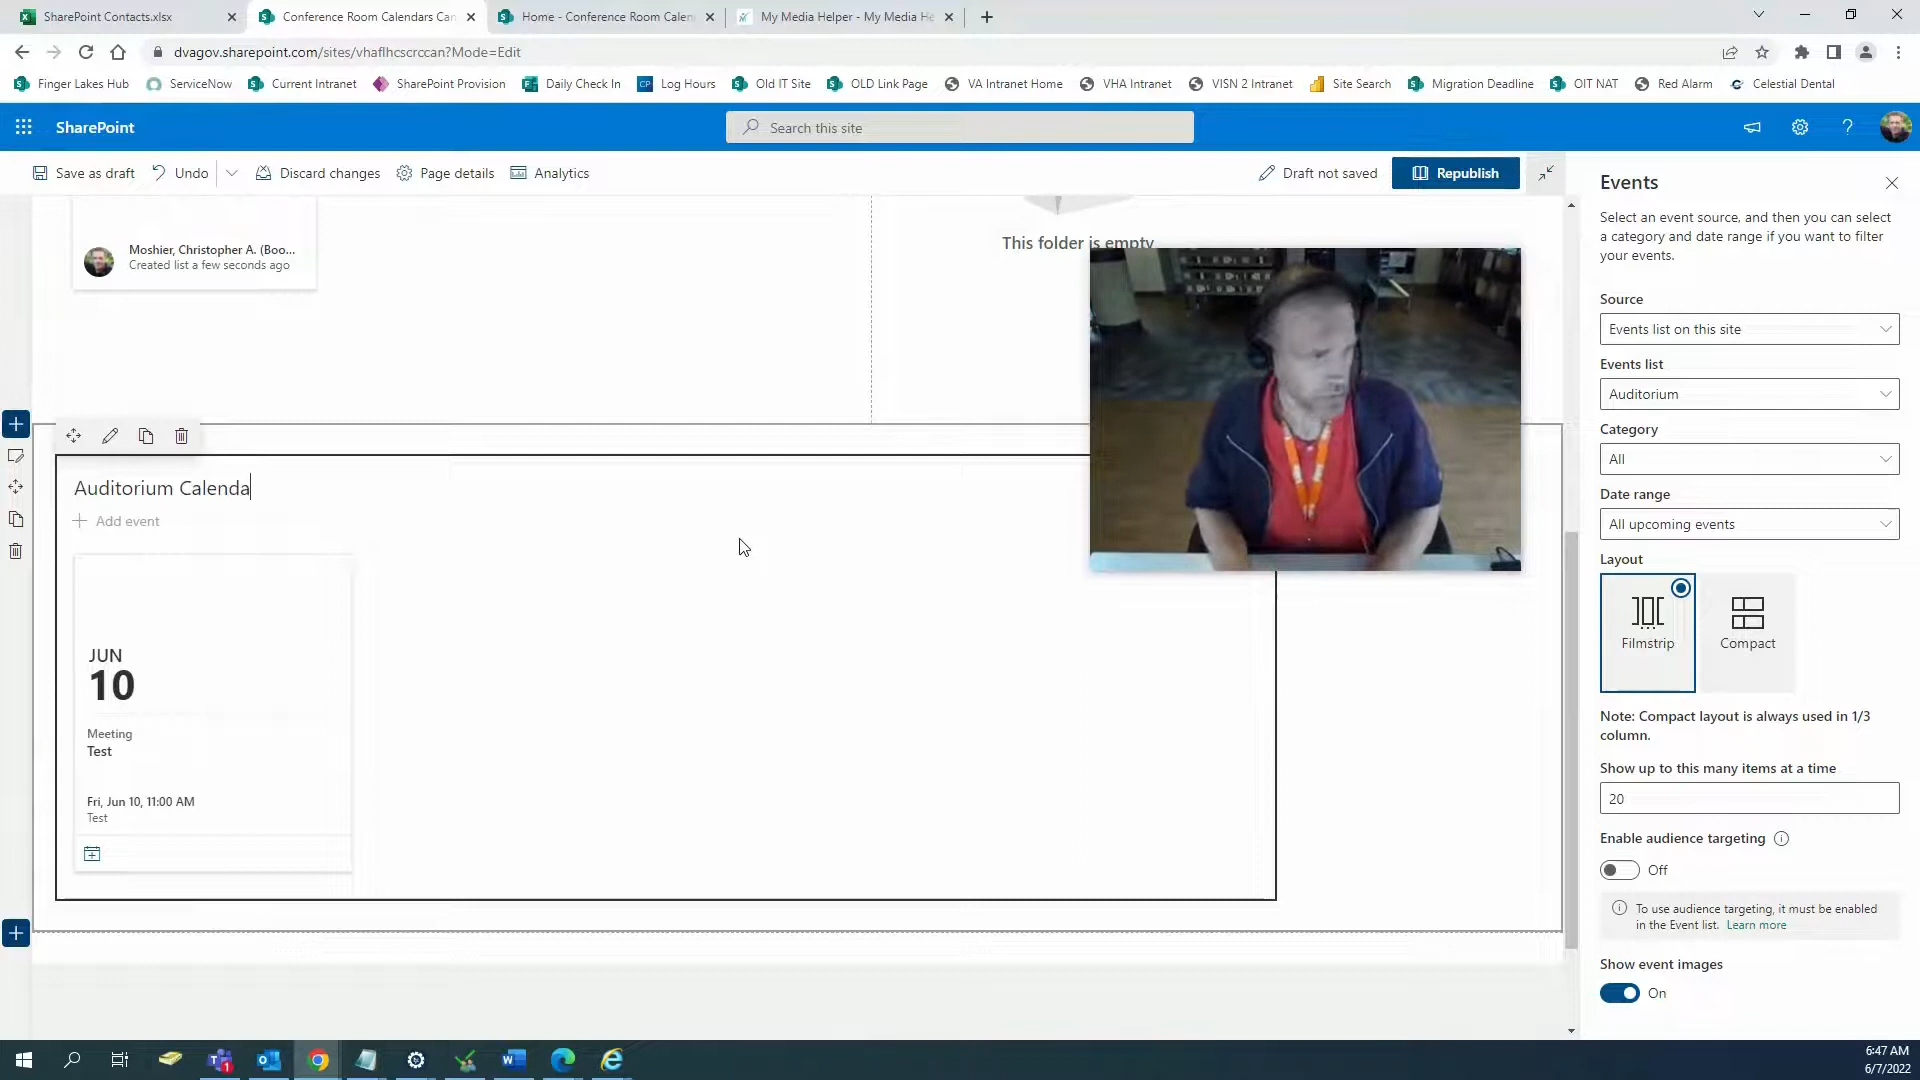 SharePoint Contacts.xlsx
Conference Room Calendars Can
Home - Conference Room Calen
My Media Helper - My Media He
dvagov.sharepoint.com/sites/vhaflhcscrccan?Mode=Edit
Finger Lakes Hub
ServiceNow
Current Intranet
SharePoint Provision
Daily Check In
CP
Log Hours
Old IT Site
OLD Link Page
VA Intranet Home
VHA Intranet
VISN 2 Intranet
Site Search
Migration Deadline
OIT NAT
Red Alarm
Celestial Dental
SharePoint
Search this site
Save as draft
Undo
Discard changes
Page details
Analytics
Draft not saved
Republish
Moshier, Christopher A. (Boo...
Created list a few seconds ago
This folder is empty
Auditorium Calenda
Add event
JUN
10
Meeting
Test
Fri, Jun 10, 11:00 AM
Test
Events
Select an event source, and then you can select
a category and date range if you want to filter
your events.
Source
Events list on this site
Events list
Auditorium
Category
All
Date range
All upcoming events
Layout
Filmstrip
Compact
Note: Compact layout is always used in 1/3
column.
Show up to this many items at a time
20
Enable audience targeting
Off
To use audience targeting, it must be enabled
in the Event list. Learn more
Show event images
On
1
6:47 AM
6/7/2022